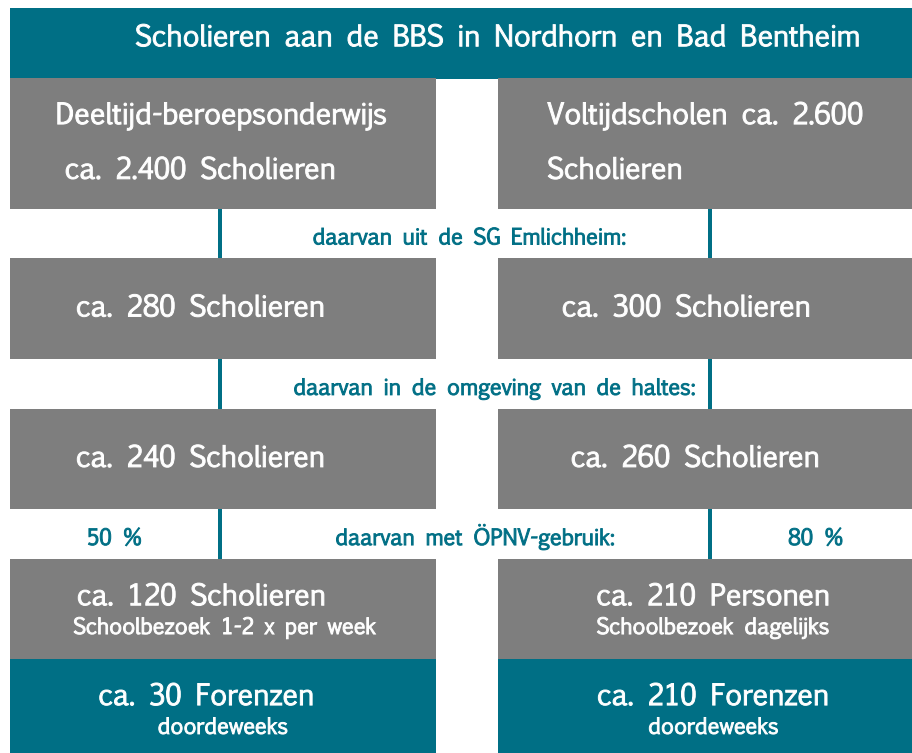 Scholieren aan de BBS in Nordhorn en Bad Bentheim
Deeltijd-beroepsonderwijs
ca. 2.400 Scholieren
Voltijdscholen ca. 2.600
Scholieren
daarvan uit de SG Emlichheim:
ca. 280 Scholieren
ca. 300 Scholieren
daarvan in de omgeving van de haltes:
ca. 240 Scholieren
ca. 260 Scholieren
50 %
daarvan met ÖPNV-gebruik:
80 %
ca. 120 Scholieren
Schoolbezoek 1-2 x per week
ca. 210 Personen
Schoolbezoek dagelijks
ca. 30 Forenzen
doordeweeks
ca. 210 Forenzen
doordeweeks